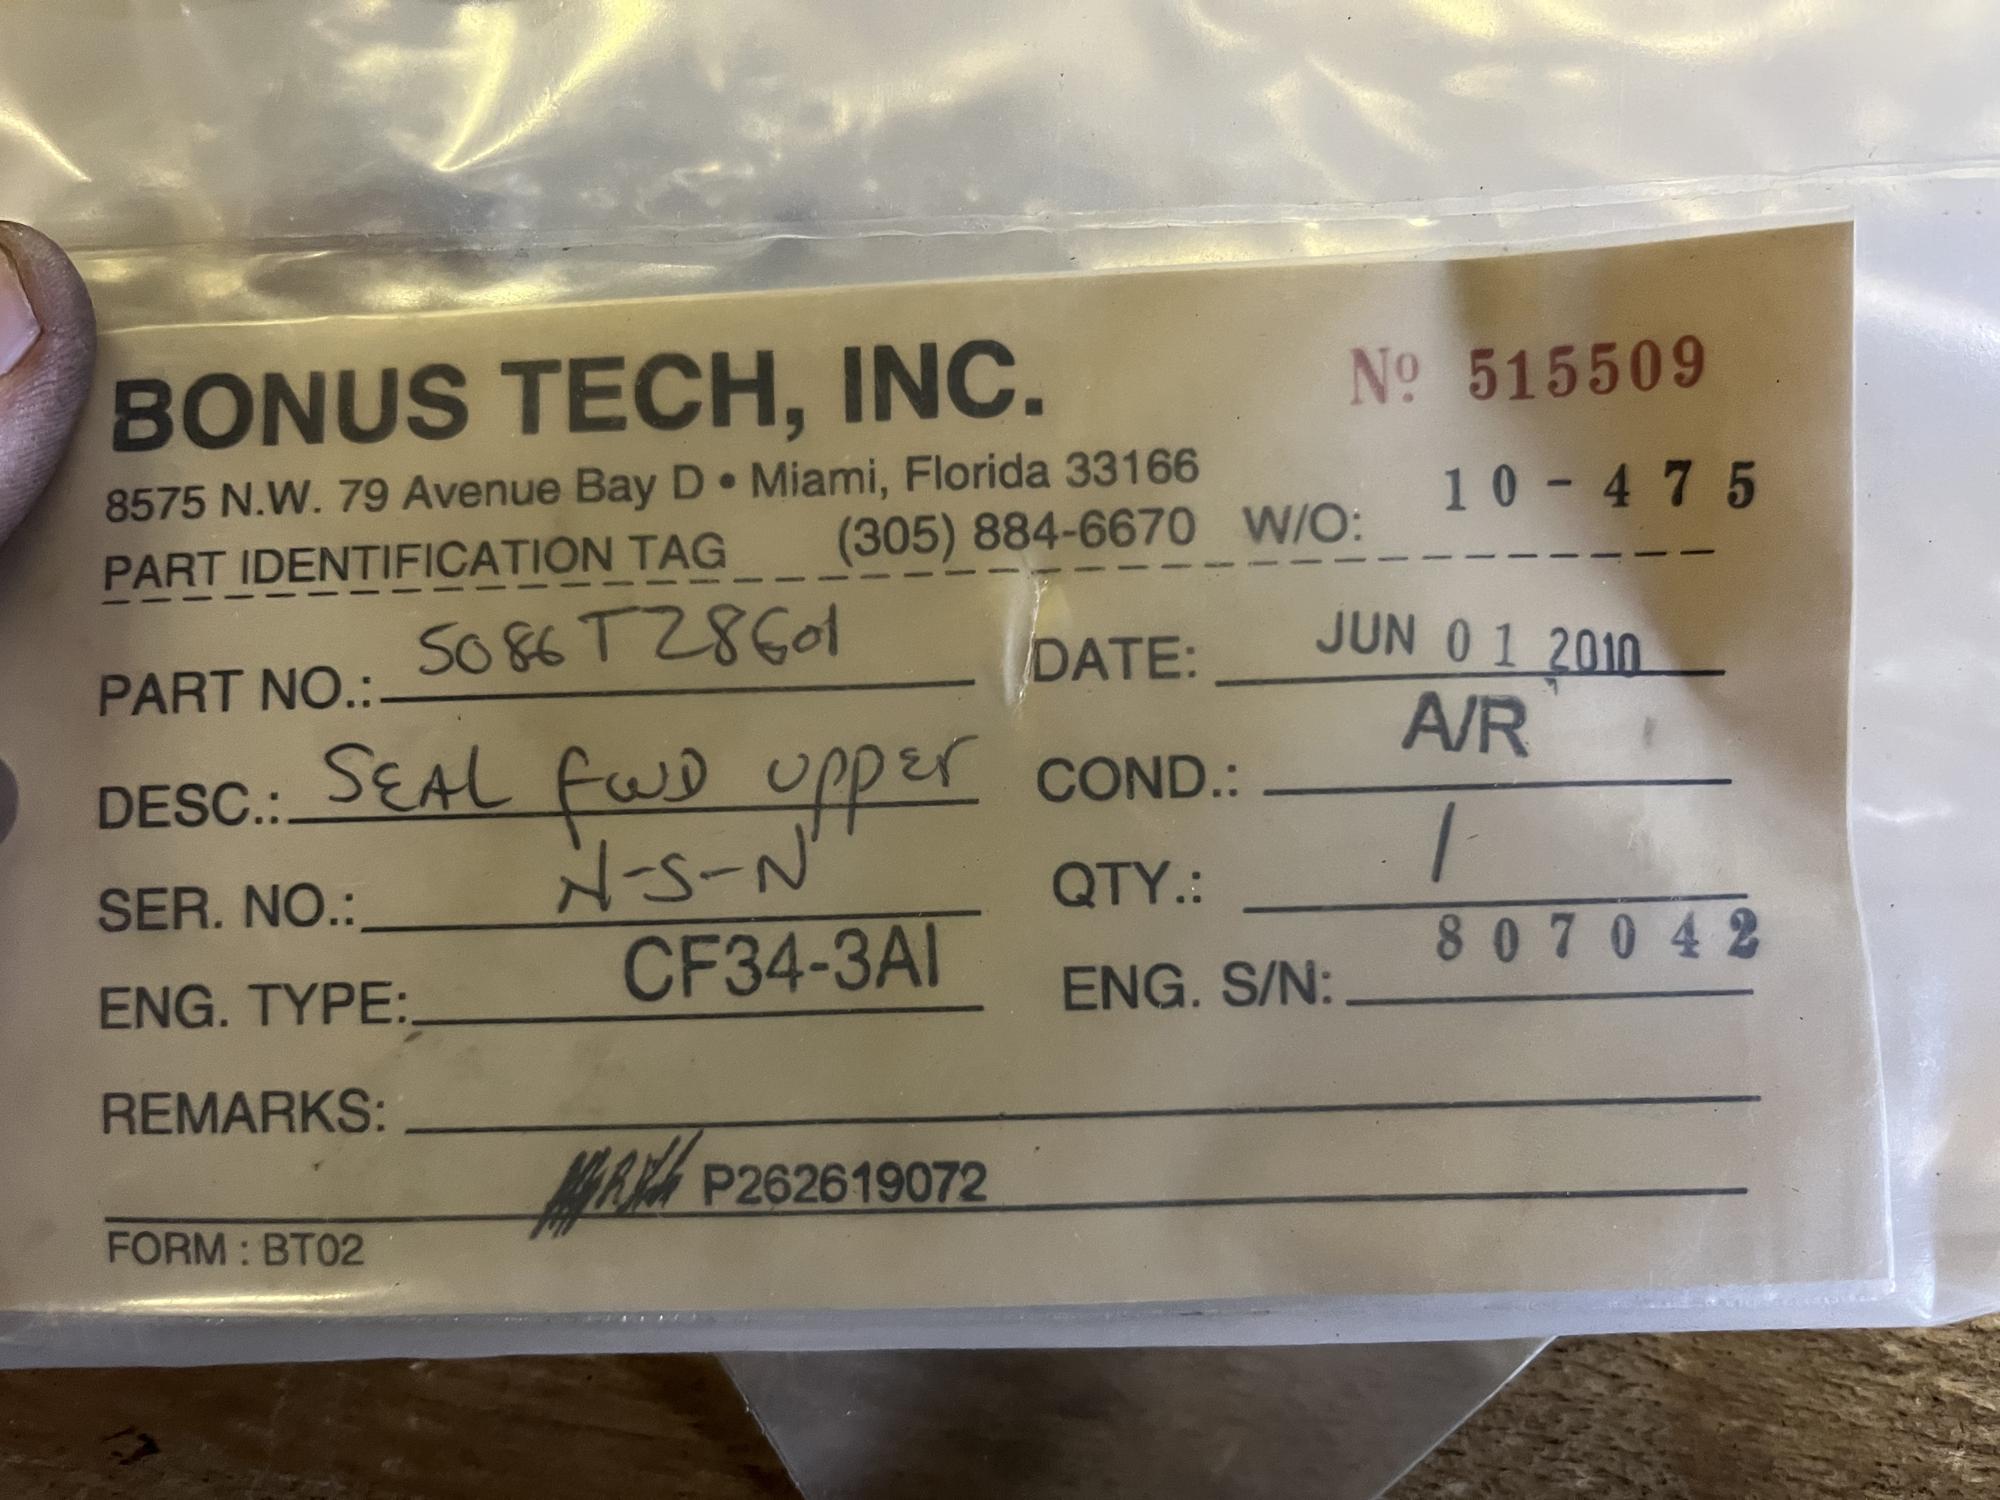 BONUS TECH, INC.
Nº 515509
8575 N.W. 79 Avenue Bay D • Miami, Florida 33166
PART IDENTIFICATION TAG (305) 884-6670 W/O: 10-475
PART NO.: 5086T28G01 DATE: JUN 01 2010
DESC.: SEAL fWD UPPER COND.: A/R
SER. NO.: N-S-N QTY.: 1
ENG. TYPE: CF34-3A1 ENG. S/N: 807042
REMARKS:
P262619072
FORM : BT02